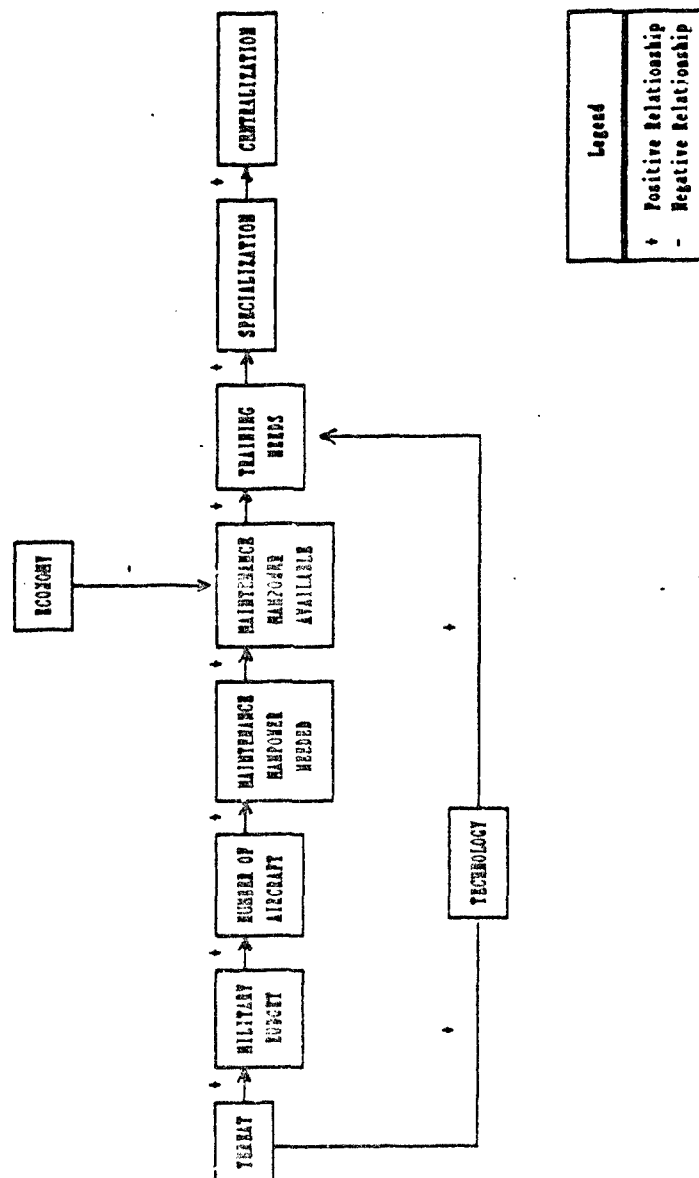 ECONOMY
THREAT
+
MILITARY
BUDGET
+
NUMBER OF
AIRCRAFT
+
MAINTENANCE
MANPOWER
NEEDED
+
MAINTENANCE
MANPOWER
AVAILABLE
+
TRAINING
NEEDS
+
SPECIALIZATION
+
CENTRALIZATION
-
+
TECHNOLOGY
+
Legend
+ Positive Relationship
- Negative Relationship